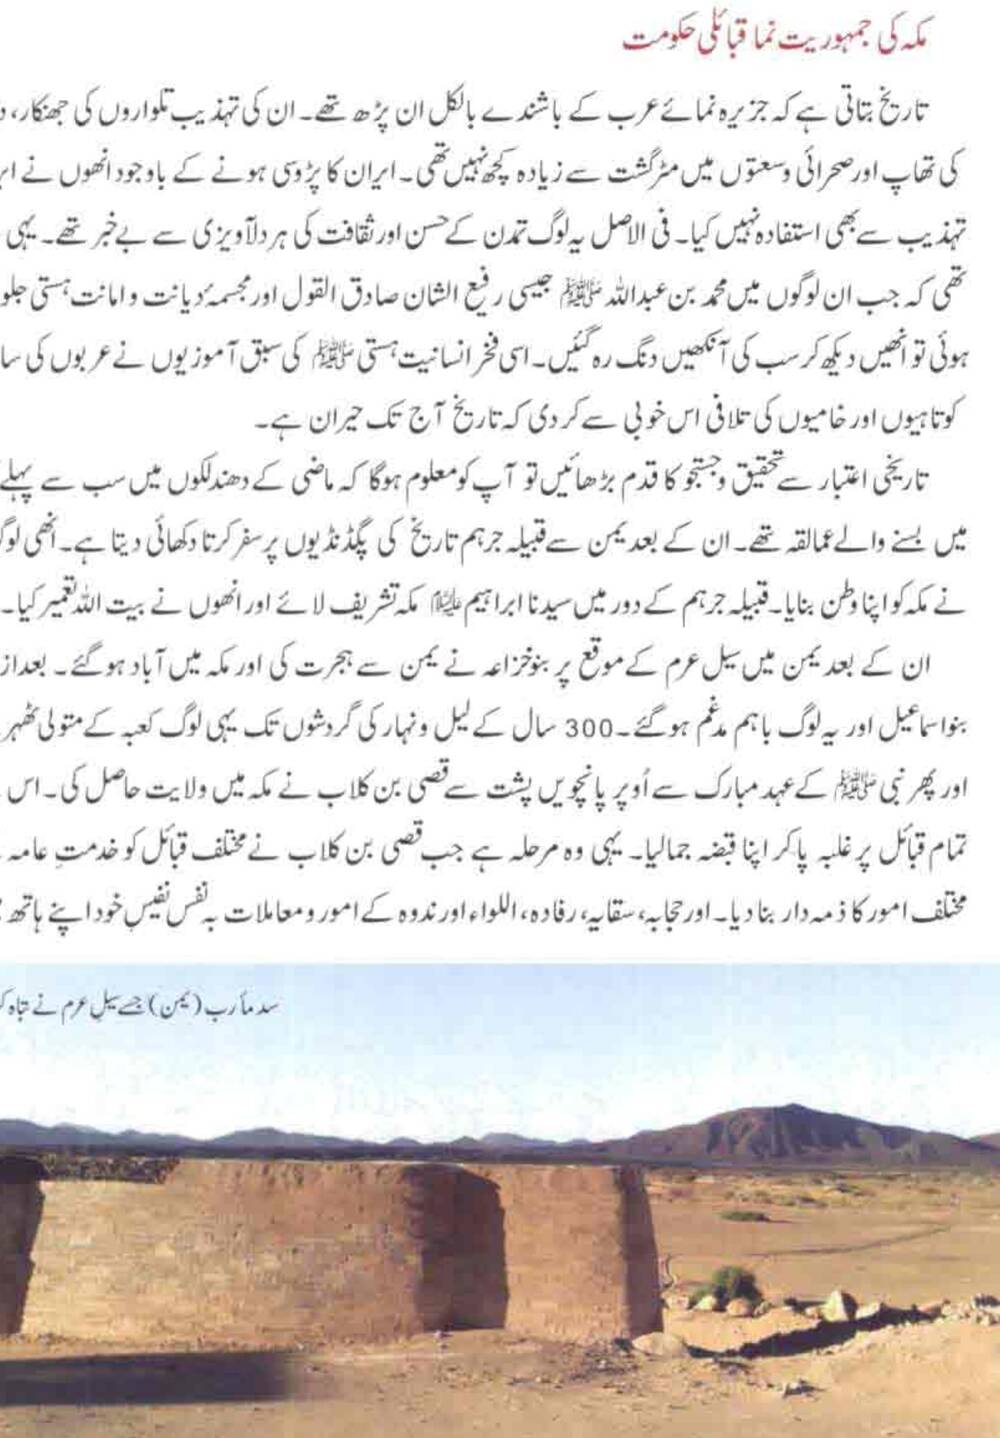 مکہ کی جمہوریت نما قبائلی حکومت
تاریخ بتاتی ہے کہ جزیرہ نمائے عرب کے باشندے بالکل ان پڑھ تھے۔ ان کی تہذیب تلواروں کی جھنکار،
کی تھاپ اور صحرائی وسعتوں میں مٹرگشت سے زیادہ کچھ نہیں تھی۔ ایران کا پڑوسی ہونے کے باوجود انھوں نے
تہذیب سے بھی استفادہ نہیں کیا۔ فی الاصل یہ لوگ تمدن کے حسن اور ثقافت کی ہر دلآویزی سے بے خبر تھے۔ یہی
تھی کہ جب ان لوگوں میں محمد بن عبداللہ ﷺ جیسی رفیع الشان صادق القول اور مجسمۂ دیانت و امانت ہستی
ہوئی تو انھیں دیکھ کر سب کی آنکھیں دنگ رہ گئیں۔ اسی فخر انسانیت ہستی ﷺ کی سبق آموزیوں نے عربوں کی
کوتاہیوں اور خامیوں کی تلافی اس خوبی سے کر دی کہ تاریخ آج تک حیران ہے۔
تاریخی اعتبار سے تحقیق و جستجو کا قدم بڑھائیں تو آپ کو معلوم ہوگا کہ ماضی کے دھندلکوں میں سب سے پہلے
میں بسنے والے عمالقہ تھے۔ ان کے بعد یمن سے قبیلہ جرہم تاریخ کی پگڈنڈیوں پر سفر کرتا دکھائی دیتا ہے۔ انھی
نے مکہ کو اپنا وطن بنایا۔ قبیلہ جرہم کے دور میں سیدنا ابراہیم علیہ السلام مکہ تشریف لائے اور انھوں نے بیت اللہ تعمیر کیا۔
ان کے بعد یمن میں سیل عرم کے موقع پر بنوخزاعہ نے یمن سے ہجرت کی اور مکہ میں آباد ہوگئے۔ بعد از
بنو اسماعیل اور یہ لوگ باہم مدغم ہوگئے۔ 300 سال کے لیل و نہار کی گردشوں تک یہی لوگ کعبہ کے متولی ٹھہر
اور پھر نبی ﷺ کے عہد مبارک سے اُوپر پانچویں پشت سے قصی بن کلاب نے مکہ میں ولایت حاصل کی۔ اس
تمام قبائل پر غلبہ پاکر اپنا قبضہ جمالیا۔ یہی وہ مرحلہ ہے جب قصی بن کلاب نے مختلف قبائل کو خدمتِ عامہ
مختلف امور کا ذمہ دار بنا دیا۔ اور حجابہ، سقایہ، رفادہ، اللواء اور ندوہ کے امور و معاملات بہ نفس نفیس خود اپنے ہاتھ
سد مأرب (یمن) جسے سیلِ عرم نے تباہ